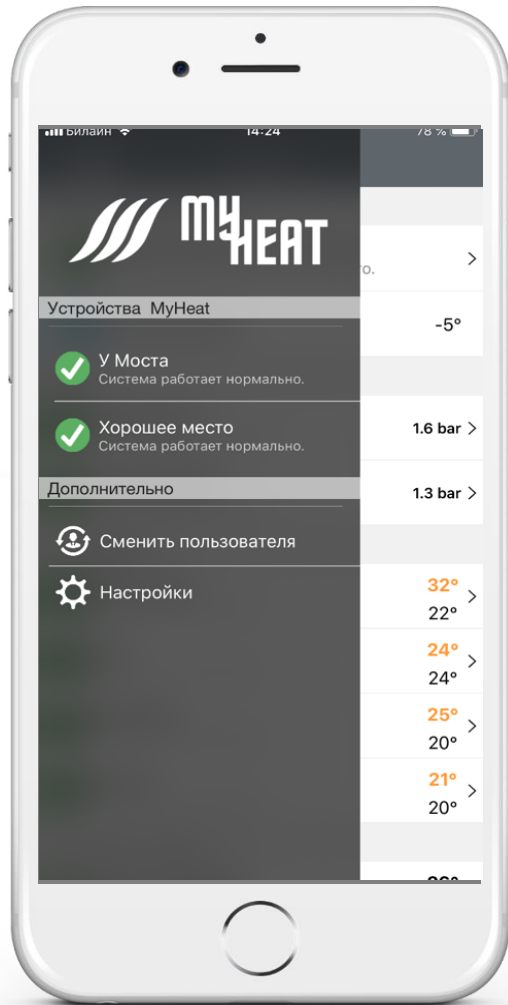 Билайн 14:24 78 %
MYHEAT
Устройства MyHeat
У Моста
Система работает нормально.
Хорошее место
Система работает нормально.
Дополнительно
Сменить пользователя
Настройки
о.
-5°
1.6 bar
1.3 bar
32°
22°
24°
24°
25°
20°
21°
20°